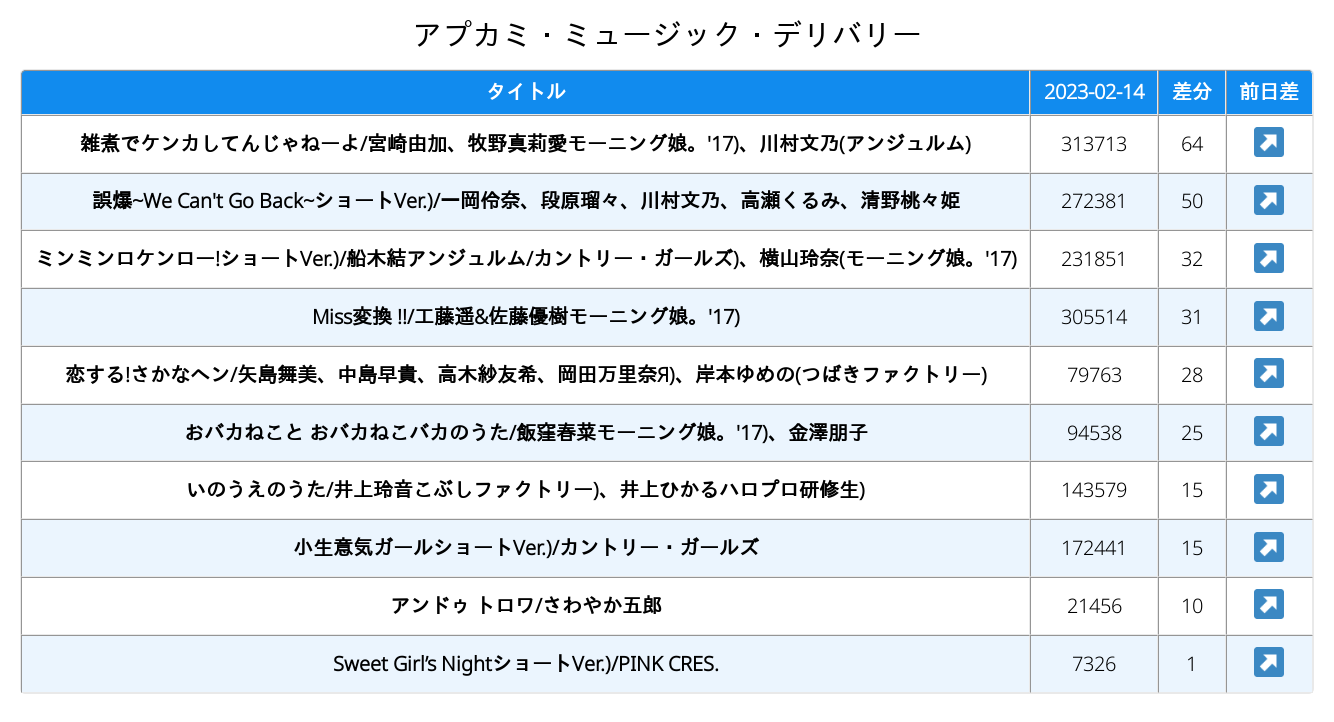 アプカミ・ミュージック・デリバリー
タイトル 2023-02-14 差分 前日差
雑煮でケンカしてんじゃねーよ/宮崎由加、牧野真莉愛モーニング娘。'17)、川村文乃(アンジュルム) 313713 64
誤爆~We Can't Go Back~ショートVer.)/一岡伶奈、段原瑠々、川村文乃、高瀬くるみ、清野桃々姫 272381 50
ミンミンロケンロー!ショートVer.)/船木結アンジュルム/カントリー・ガールズ)、横山玲奈(モーニング娘。'17) 231851 32
Miss変換 !!/工藤遥&佐藤優樹モーニング娘。'17) 305514 31
恋する!さかなヘン/矢島舞美、中島早貴、高木紗友希、岡田万里奈Я)、岸本ゆめの(つばきファクトリー) 79763 28
おバカねこと おバカねこバカのうた/飯窪春菜モーニング娘。'17)、金澤朋子 94538 25
いのうえのうた/井上玲音こぶしファクトリー)、井上ひかるハロプロ研修生) 143579 15
小生意気ガールショートVer.)/カントリー・ガールズ 172441 15
アンドゥ トロワ/さわやか五郎 21456 10
Sweet Girl’s NightショートVer.)/PINK CRES. 7326 1